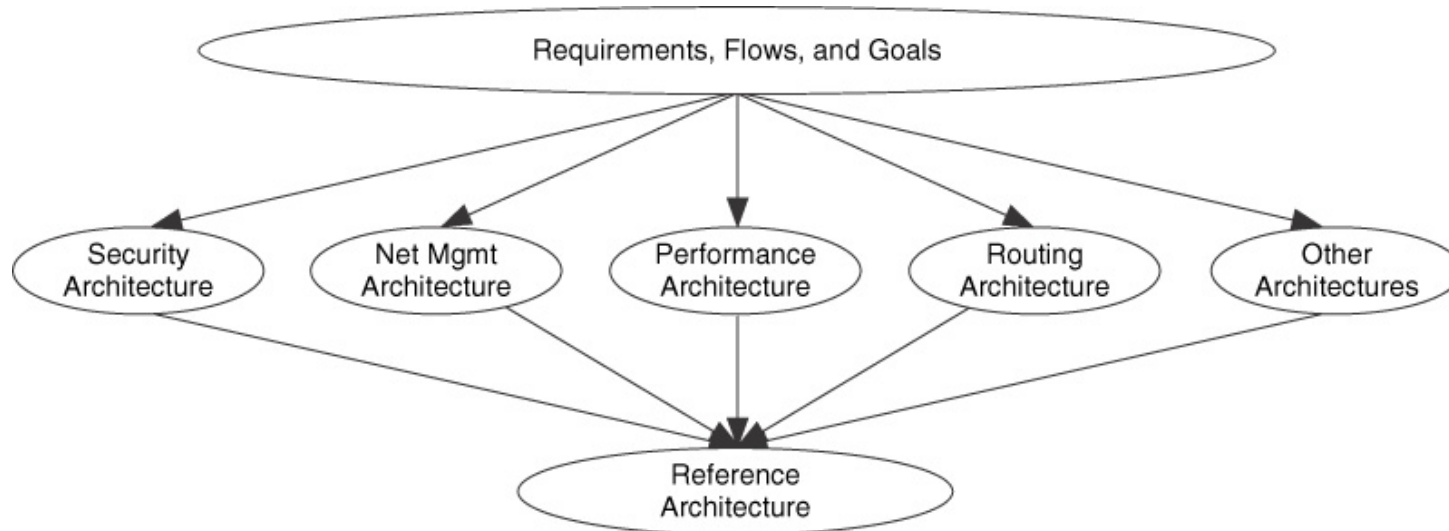 Requirements, Flows, and Goals
Security
Architecture
Net Mgmt
Architecture
Performance
Architecture
Routing
Architecture
Other
Architectures
Reference
Architecture